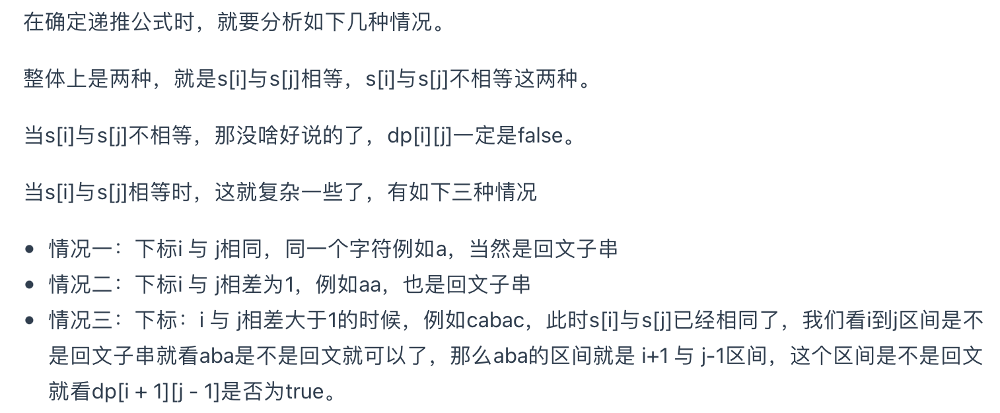 在确定递推公式时，就要分析如下几种情况。
整体上是两种，就是s[i]与s[j]相等，s[i]与s[j]不相等这两种。
当s[i]与s[j]不相等，那没啥好说的了，dp[i][j]一定是false。
当s[i]与s[j]相等时，这就复杂一些了，有如下三种情况
• 情况一：下标i 与 j相同，同一个字符例如a，当然是回文子串
• 情况二：下标i 与 j相差为1，例如aa，也是回文子串
• 情况三：下标：i 与 j相差大于1的时候，例如cabac，此时s[i]与s[j]已经相同了，我们看i到j区间是不
是回文子串就看aba是不是回文就可以了，那么aba的区间就是 i+1 与 j-1区间，这个区间是不是回文
就看dp[i + 1][j - 1]是否为true。